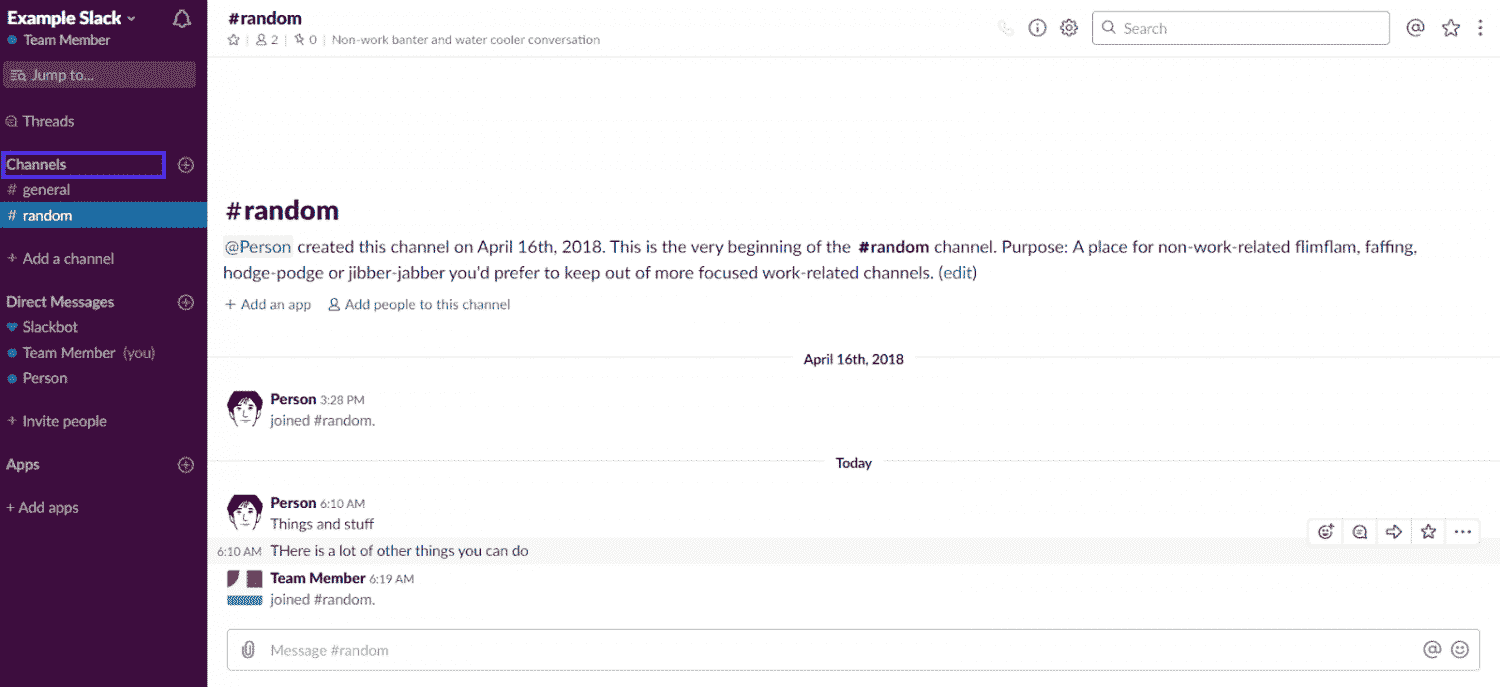 Example Slack
Team Member
Jump to...
Threads
Channels
# general
# random
+ Add a channel
Direct Messages
Slackbot
Team Member (you)
Person
+ Invite people
Apps
+ Add apps
#random
2 | 0 | Non-work banter and water cooler conversation
Search
#random
@Person created this channel on April 16th, 2018. This is the very beginning of the #random channel. Purpose: A place for non-work-related flimflam, faffing,
hodge-podge or jibber-jabber you'd prefer to keep out of more focused work-related channels. (edit)
+ Add an app Add people to this channel
April 16th, 2018
Person 3:28 PM
joined #random.
Today
Person 6:10 AM
Things and stuff
6:10 AM THere is a lot of other things you can do
Team Member 6:19 AM
joined #random.
Message #random